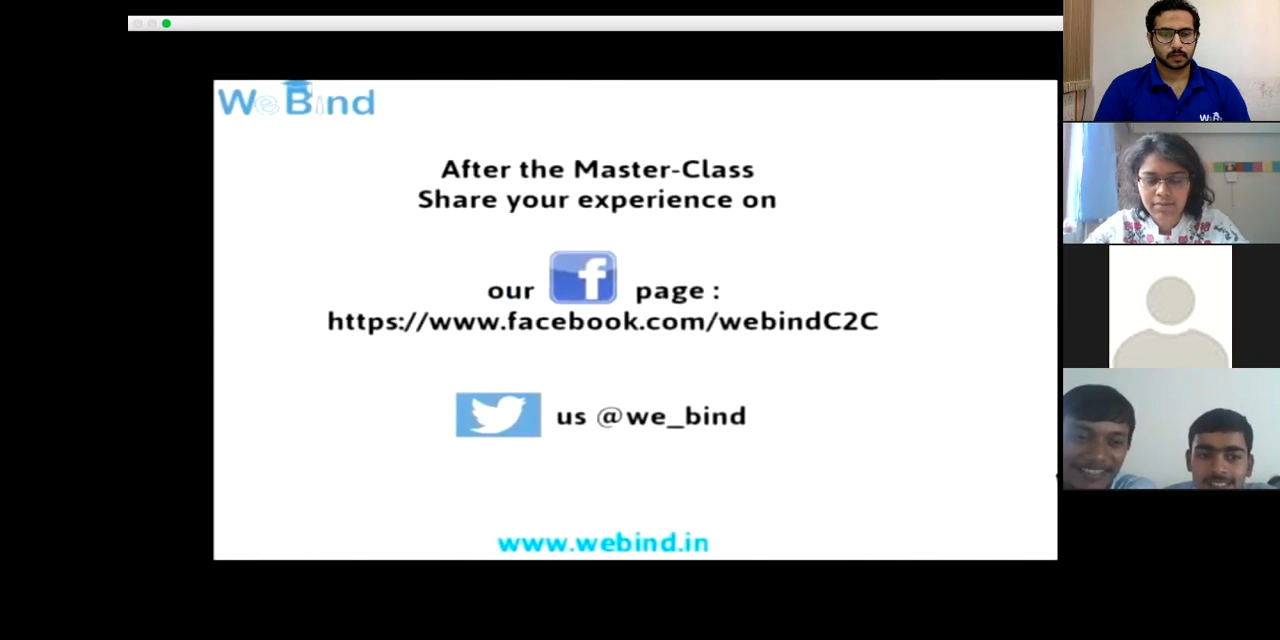 WeBind
After the Master-Class
Share your experience on
our f page :
https://www.facebook.com/webindC2C
us @we_bind
www.webind.in